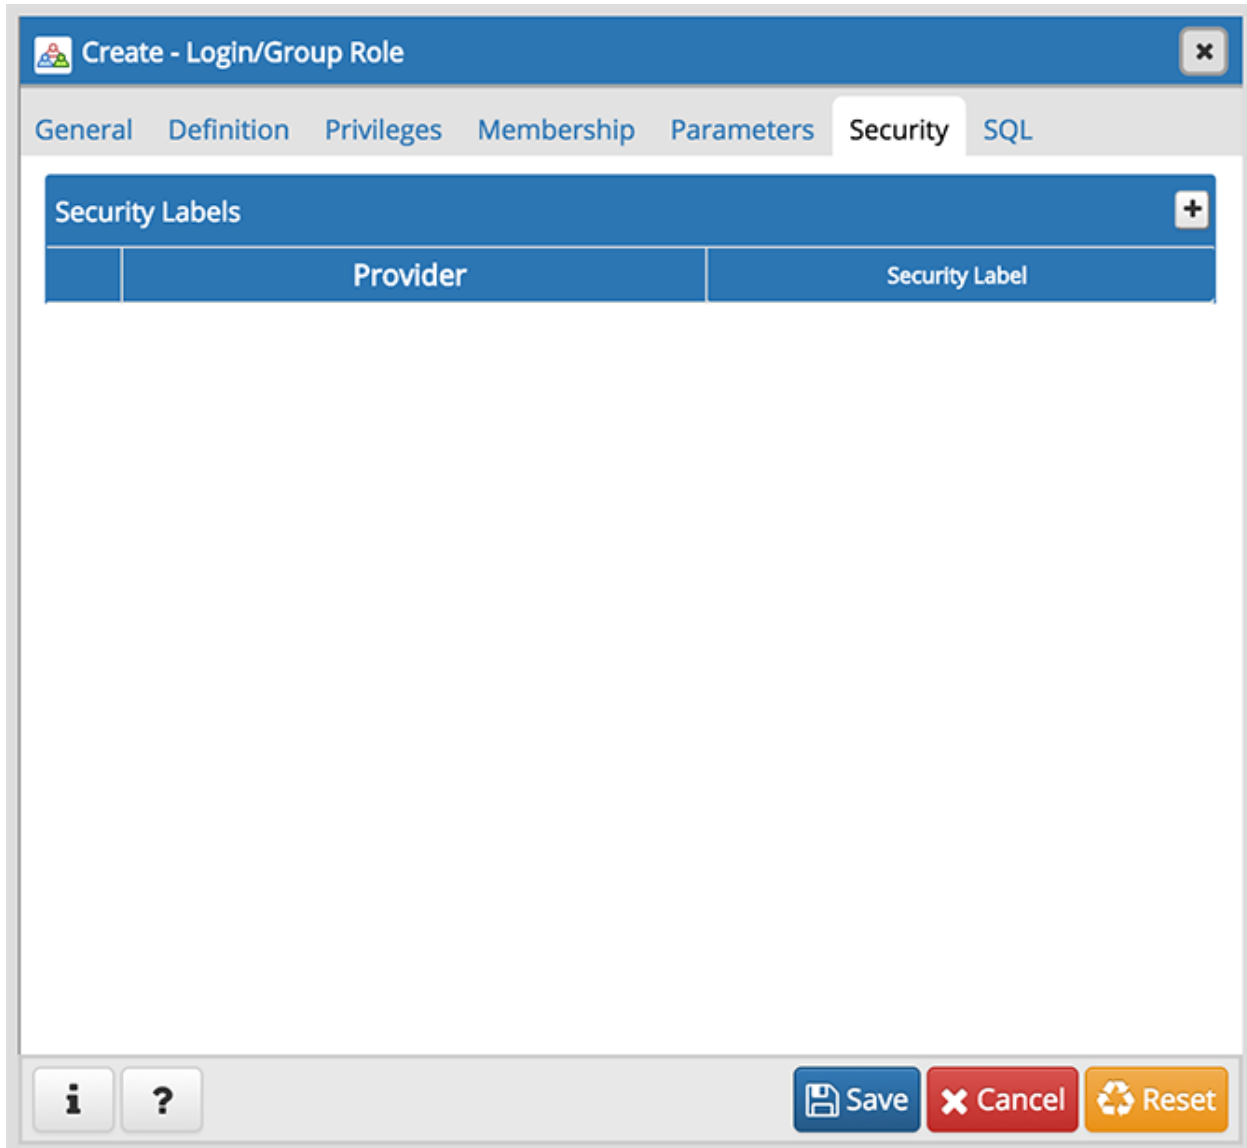 Create - Login/Group Role
General Definition Privileges Membership Parameters Security SQL
Security Labels
Provider Security Label
i ? Save Cancel Reset